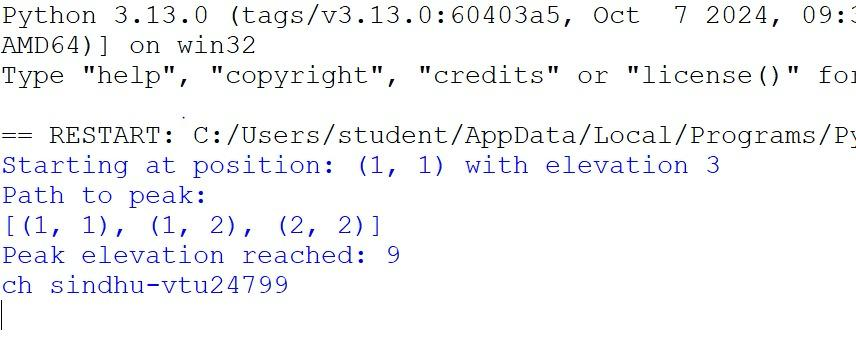 Python 3.13.0 (tags/v3.13.0:60403a5, Oct  7 2024, 09:3
AMD64)] on win32
Type "help", "copyright", "credits" or "license()" for
== RESTART: C:/Users/student/AppData/Local/Programs/Py
Starting at position: (1, 1) with elevation 3
Path to peak:
[(1, 1), (1, 2), (2, 2)]
Peak elevation reached: 9
ch sindhu-vtu24799